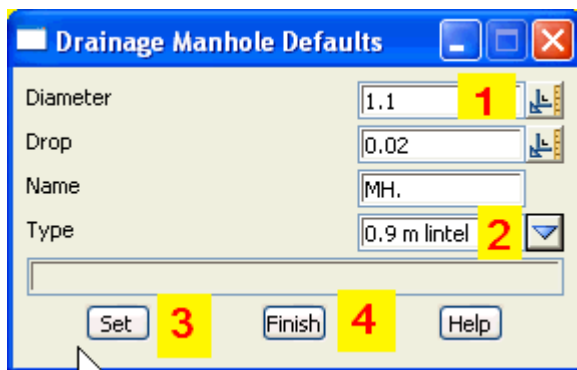 Drainage Manhole Defaults
Diameter 1.1 1
Drop 0.02
Name MH.
Type 0.9 m lintel 2
Set 3 Finish 4 Help